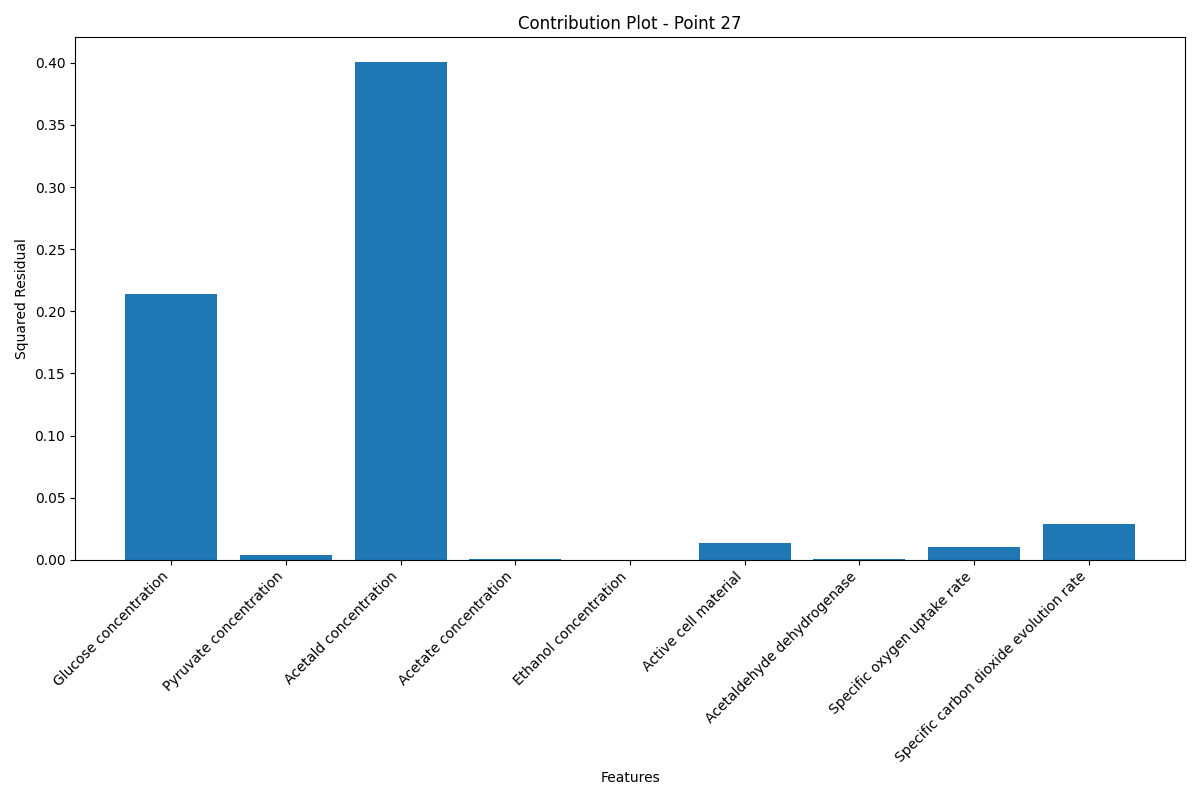 Contribution Plot - Point 27
Squared Residual
0.40
0.35
0.30
0.25
0.20
0.15
0.10
0.05
0.00
Glucose concentration
Pyruvate concentration
Acetald concentration
Acetate concentration
Ethanol concentration
Active cell material
Acetaldehyde dehydrogenase
Specific oxygen uptake rate
Specific carbon dioxide evolution rate
Features